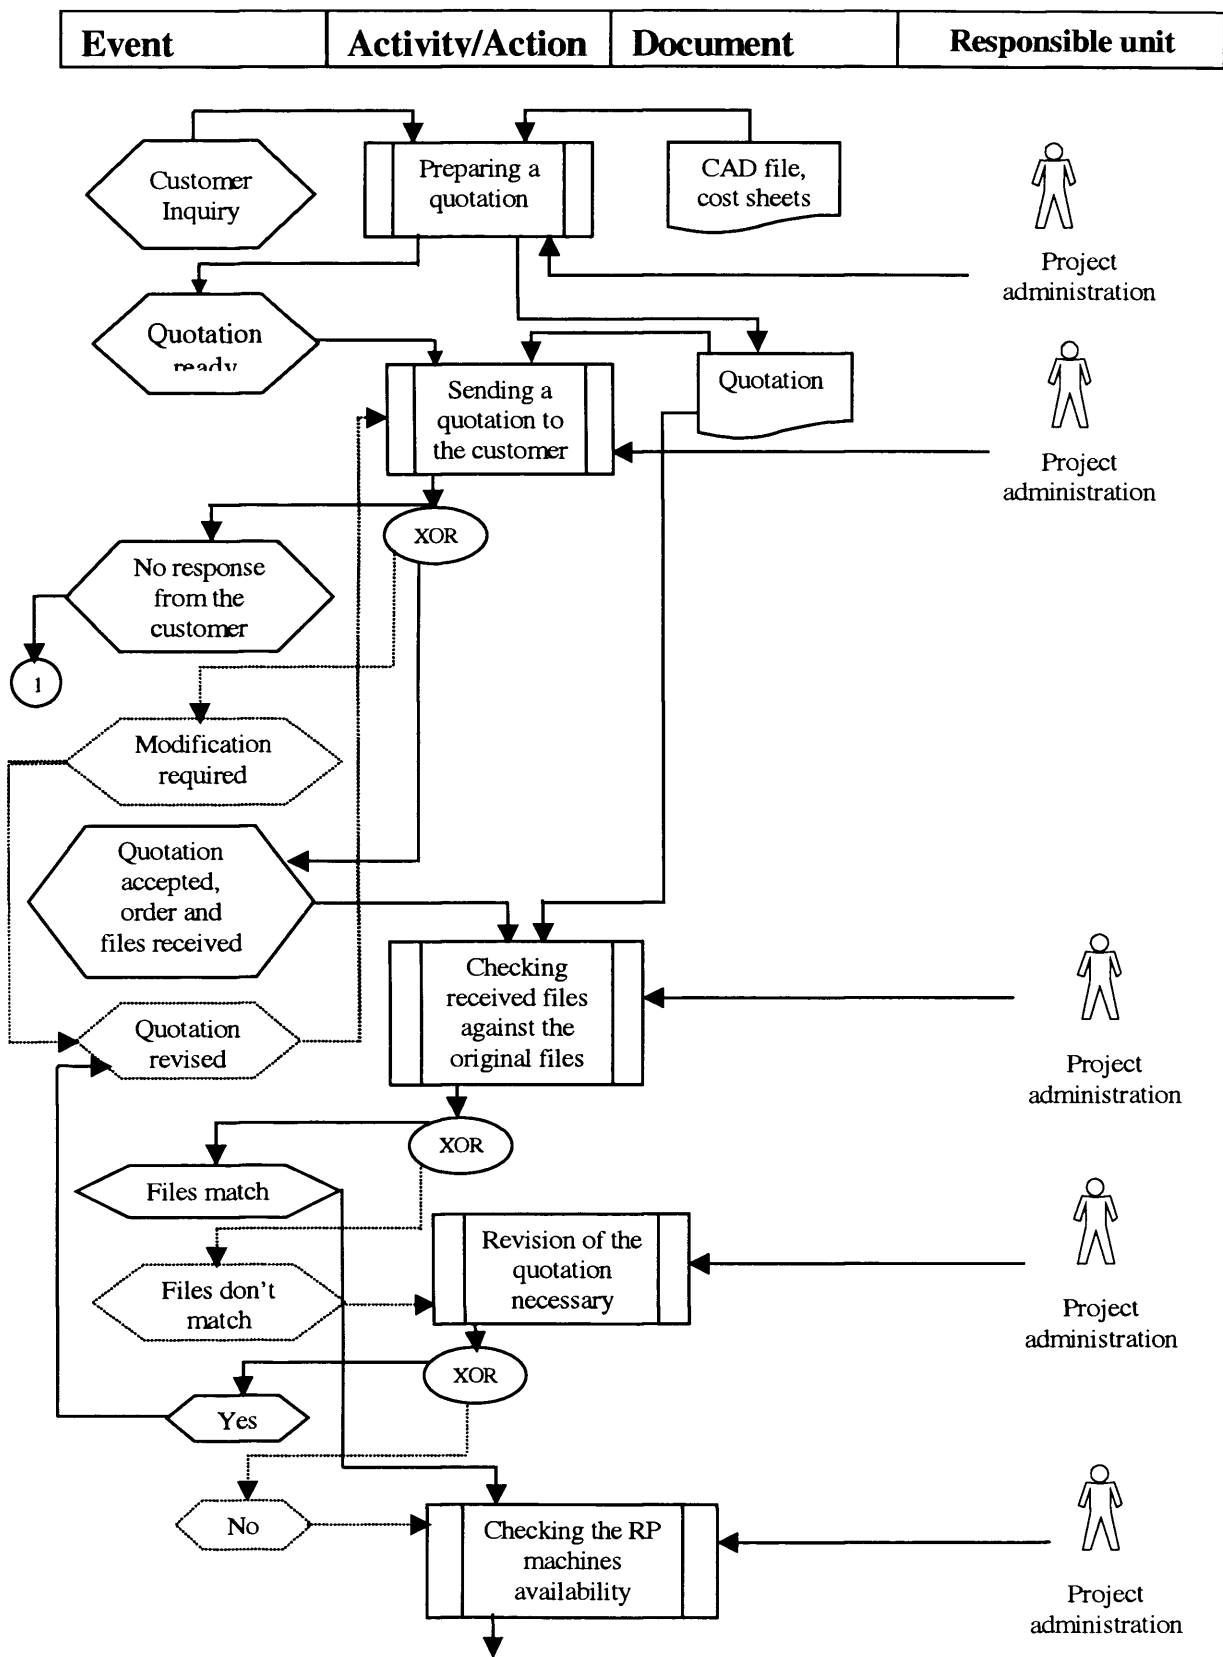 Event
Activity/Action
Document
Responsible unit
Customer
Inquiry
Preparing a
quotation
CAD file,
cost sheets
Project
administration
Quotation
ready
Sending a
quotation to
the customer
Quotation
Project
administration
XOR
No response
from the
customer
1
Modification
required
Quotation
accepted,
order and
files received
Checking
received files
against the
original files
Project
administration
Quotation
revised
XOR
Files match
Revision of the
quotation
necessary
Project
administration
Files don't
match
XOR
Yes
No
Checking the RP
machines
availability
Project
administration